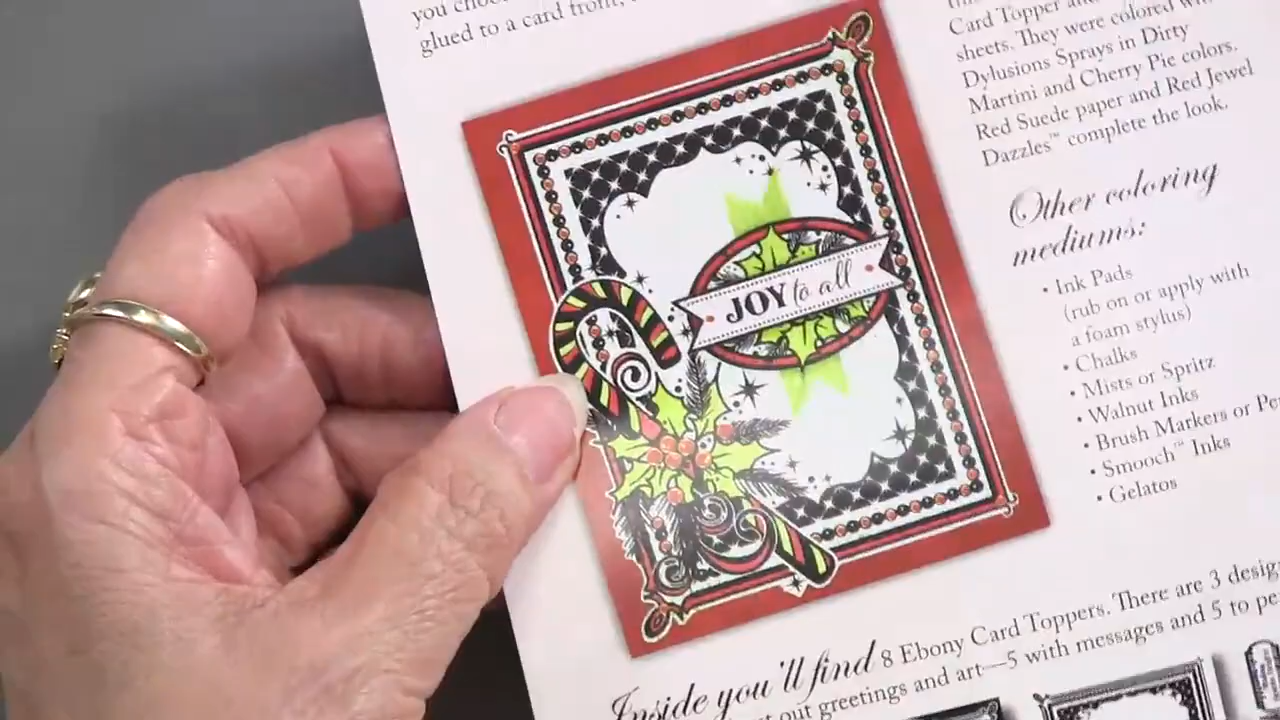 you
glued to a card front,
Card Topper and
sheets. They were colored
Dylusions Sprays in Dirty
Martini and Cherry Pie colors.
Red Suede paper and Red Jewel
Dazzles™ complete the look.
JOY to all
Other coloring
mediums:
• Ink Pads
(rub on or apply with
a foam stylus)
• Chalks
• Mists or Spritz
• Walnut Inks
• Brush Markers or
• Smooch™ Inks
• Gelatos
Inside you'll find 8 Ebony Card Toppers. There are 3
out greetings and art—5 with messages and 5 to